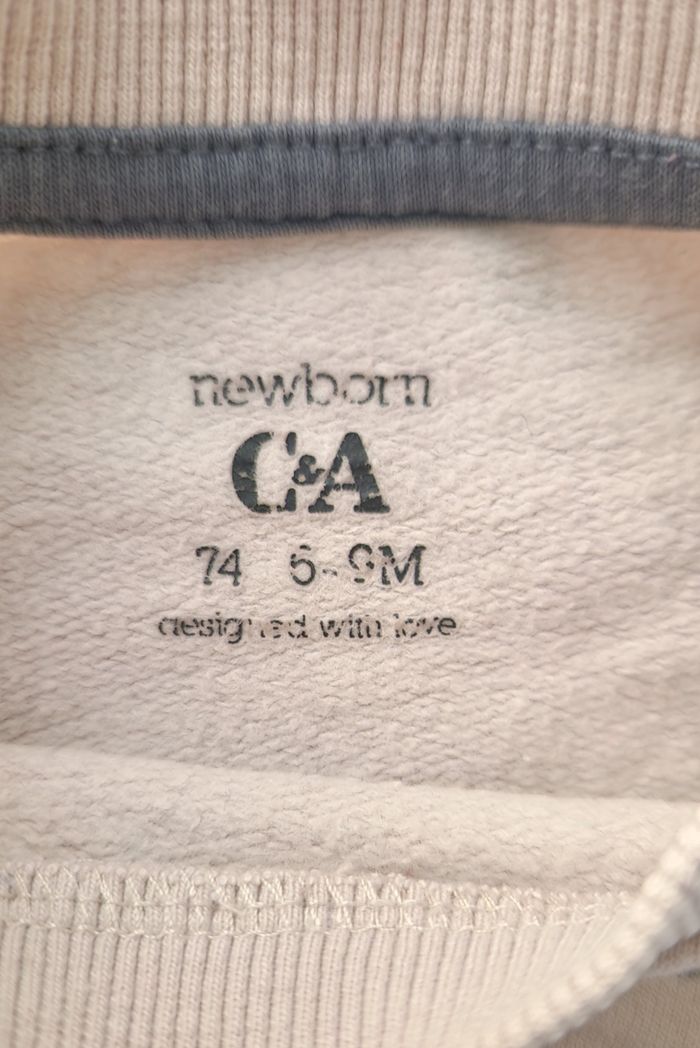 newborn
C&A
74 6-9M
designed with love